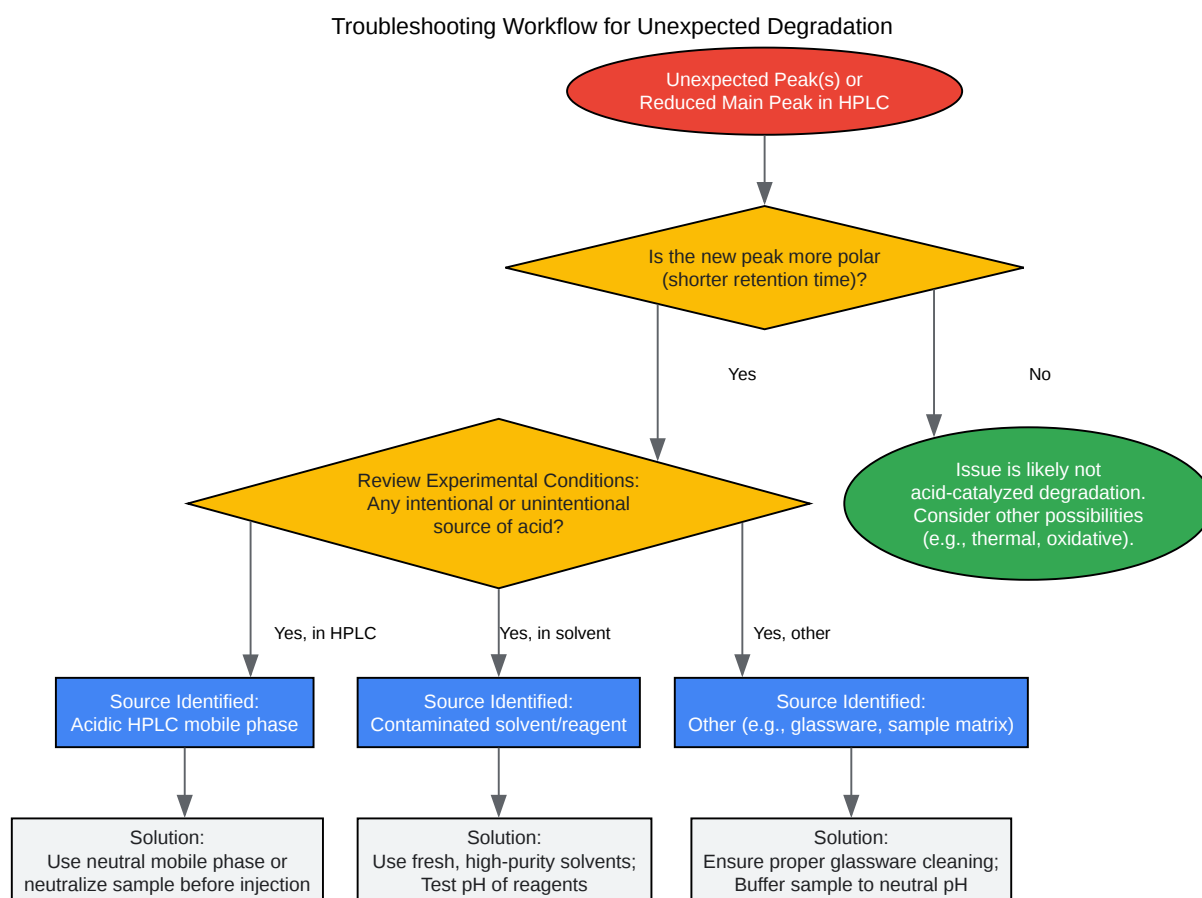 Troubleshooting Workflow for Unexpected Degradation
Unexpected Peak(s) or
Reduced Main Peak in HPLC
Is the new peak more polar
(shorter retention time)?
Yes
No
Review Experimental Conditions:
Any intentional or unintentional
source of acid?
Issue is likely not
acid-catalyzed degradation.
Consider other possibilities
(e.g., thermal, oxidative).
Yes, in HPLC
Yes, in solvent
Yes, other
Source Identified:
Acidic HPLC mobile phase
Source Identified:
Contaminated solvent/reagent
Source Identified:
Other (e.g., glassware, sample matrix)
Solution:
Use neutral mobile phase or
neutralize sample before injection
Solution:
Use fresh, high-purity solvents;
Test pH of reagents
Solution:
Ensure proper glassware cleaning;
Buffer sample to neutral pH